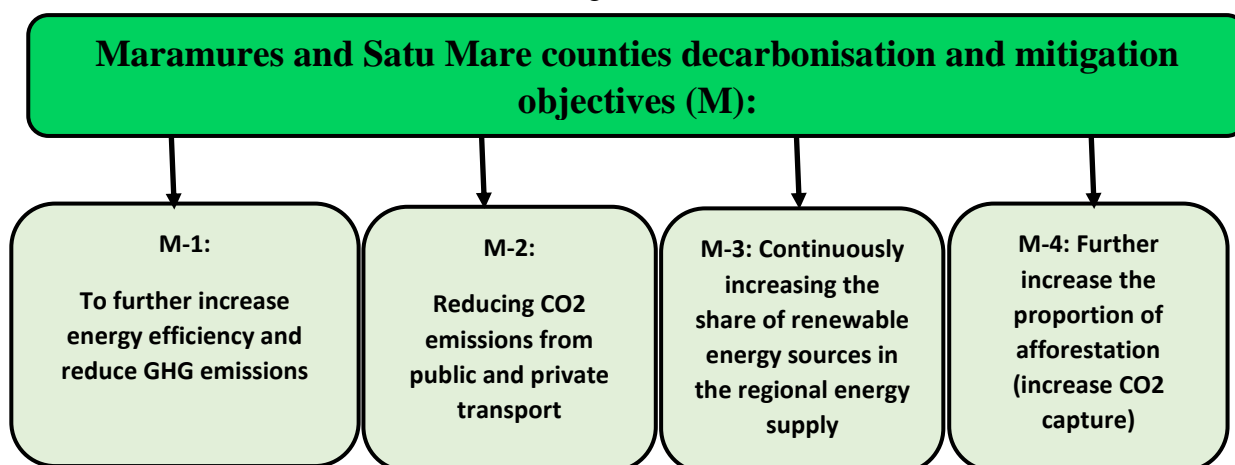 Maramures and Satu Mare counties decarbonisation and mitigation
objectives (M):
M-1:
To further increase
energy efficiency and
reduce GHG emissions
M-2:
Reducing CO2
emissions from
public and private
transport
M-3: Continuously
increasing the
share of renewable
energy sources in
the regional energy
supply
M-4: Further
increase the
proportion of
afforestation
(increase CO2
capture)